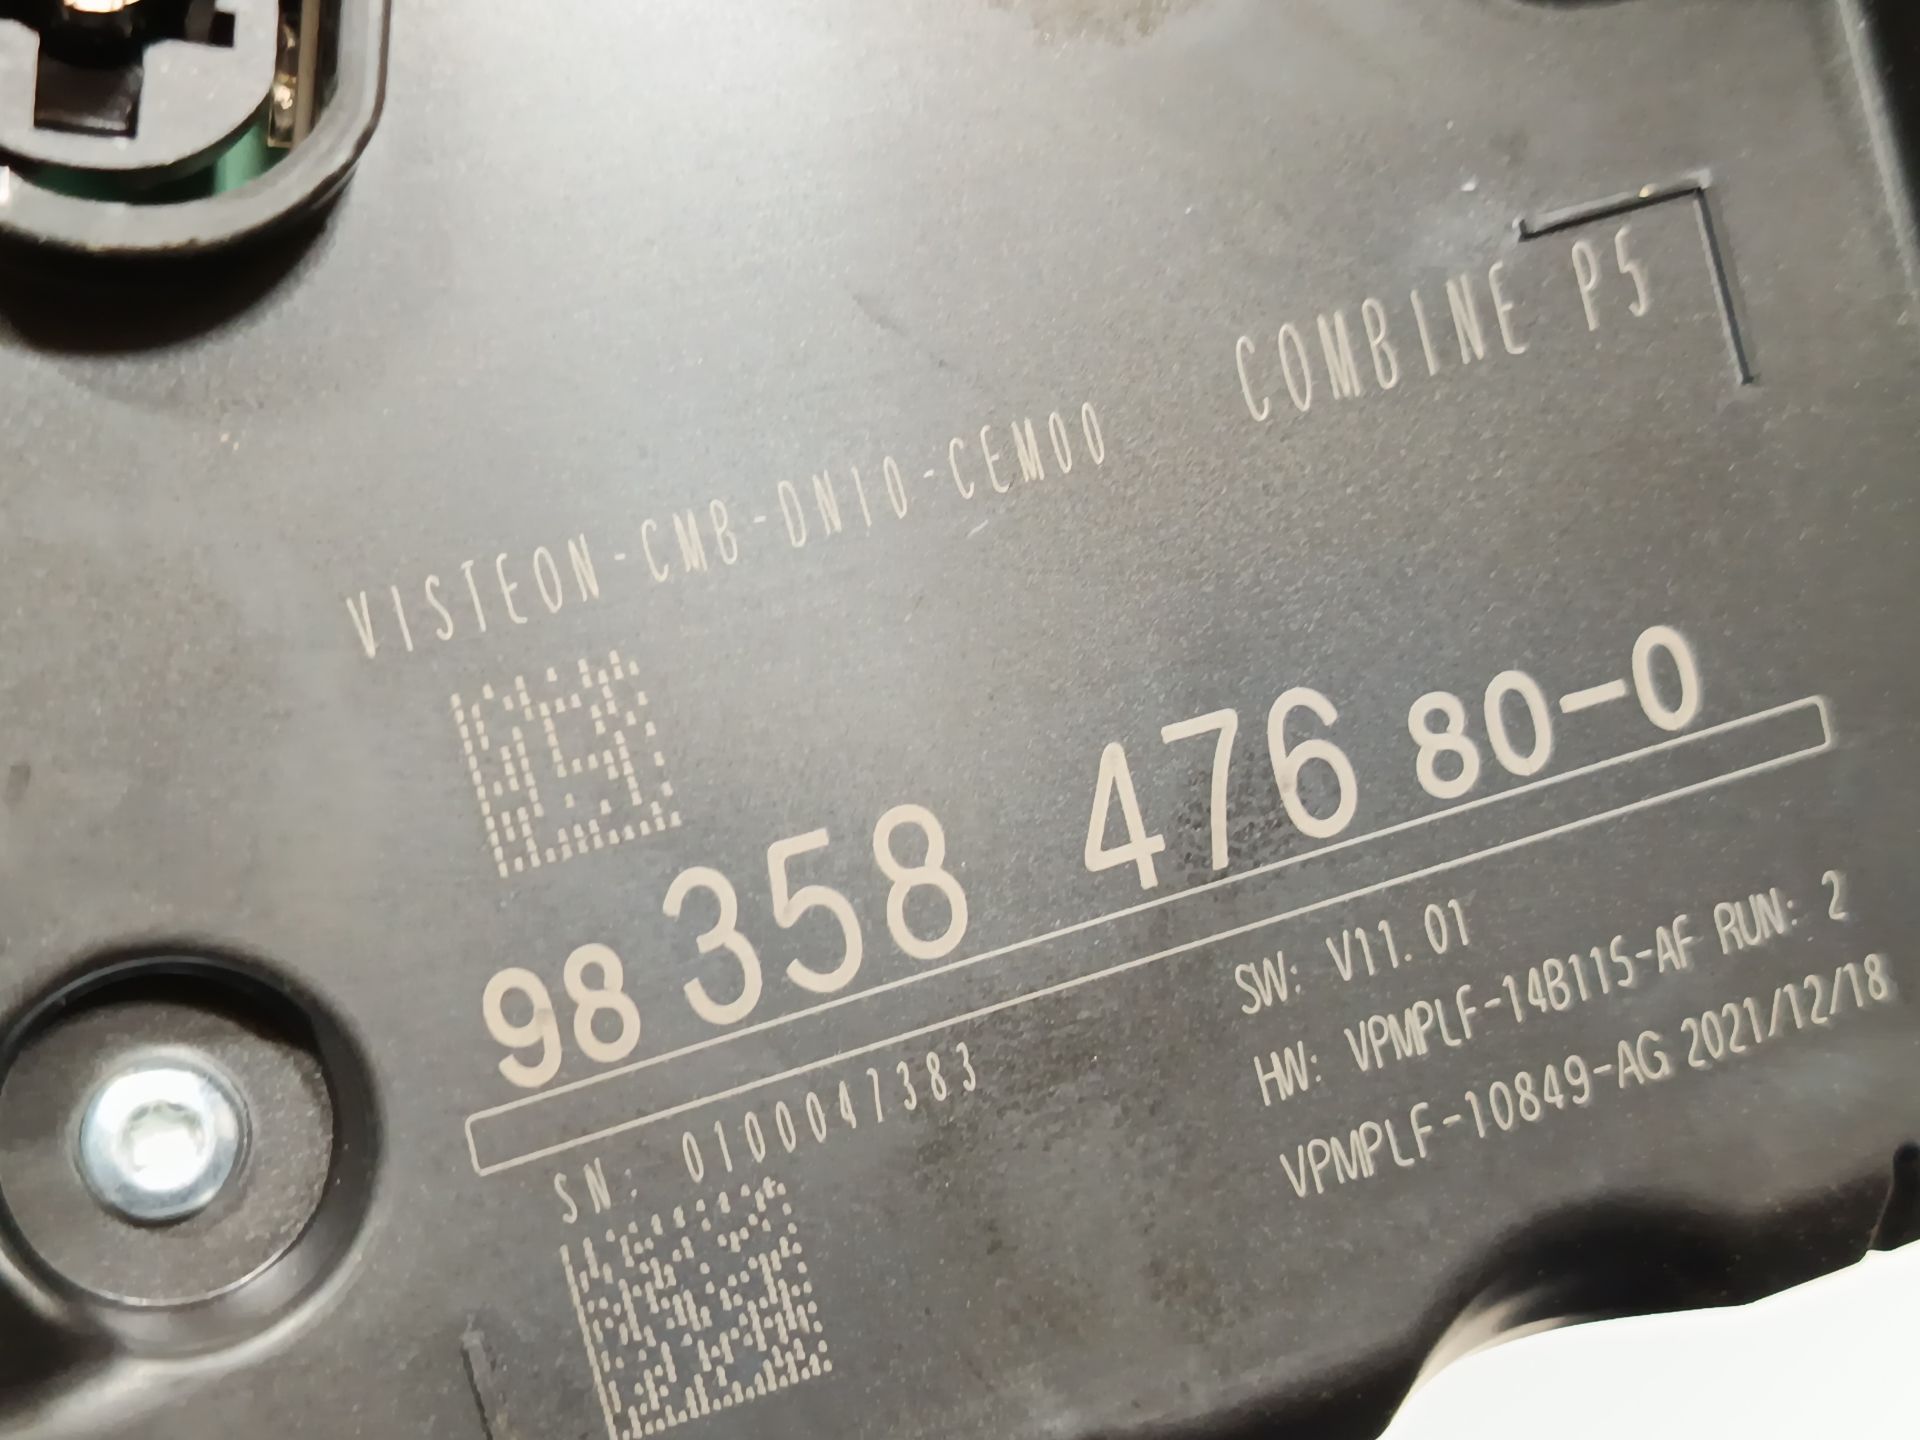 COMBINE P5
VISTEON-CMB-DN10-CEM00
98 358 476 80-0
SN: 0100047383
SW: V11.01
HW: VPMPLF-14B115-AF RUN: 2
VPMPLF-10849-AG 2021/12/18